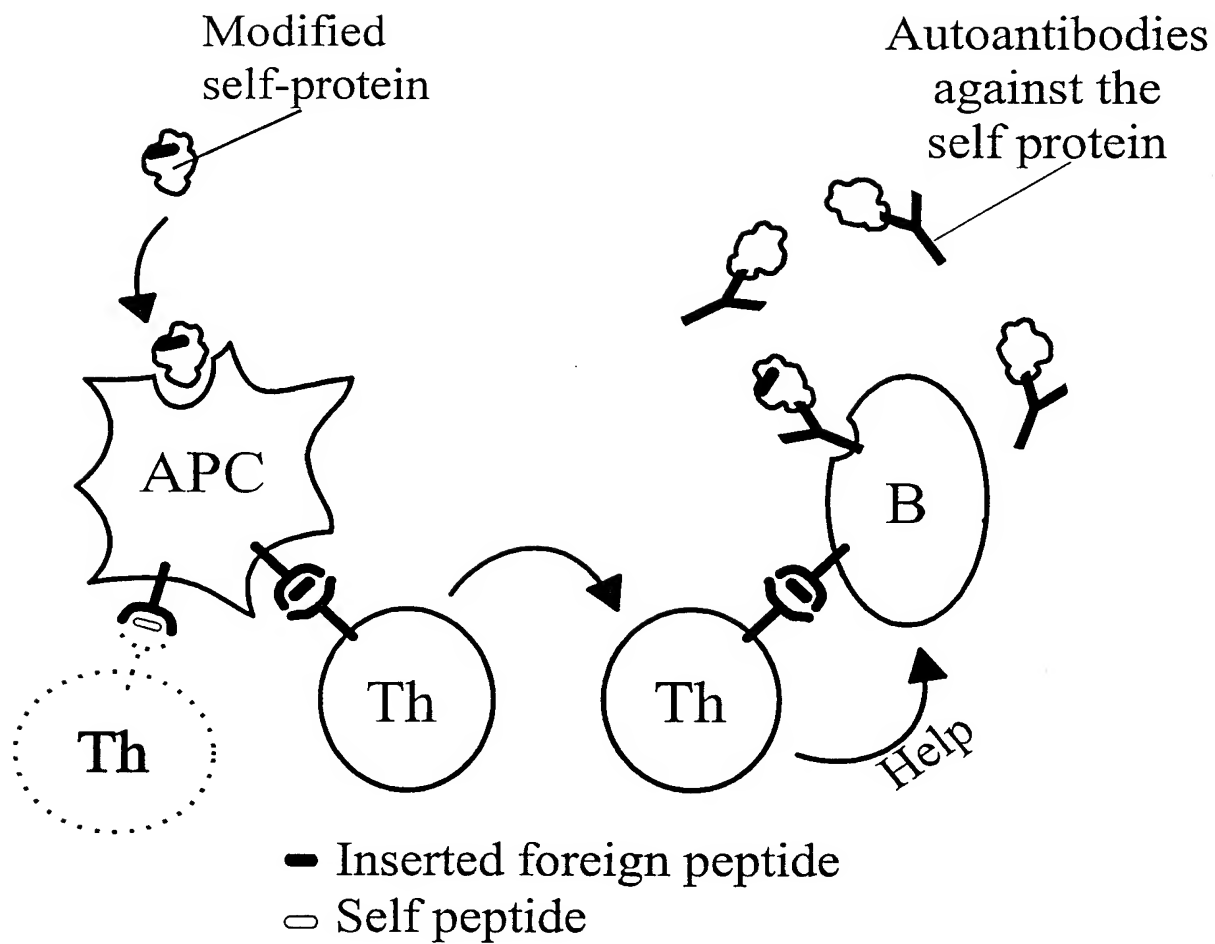 Modified
self-protein
Autoantibodies
against the
self protein
APC
B
Th
Th
Th
Help
Inserted foreign peptide
Self peptide